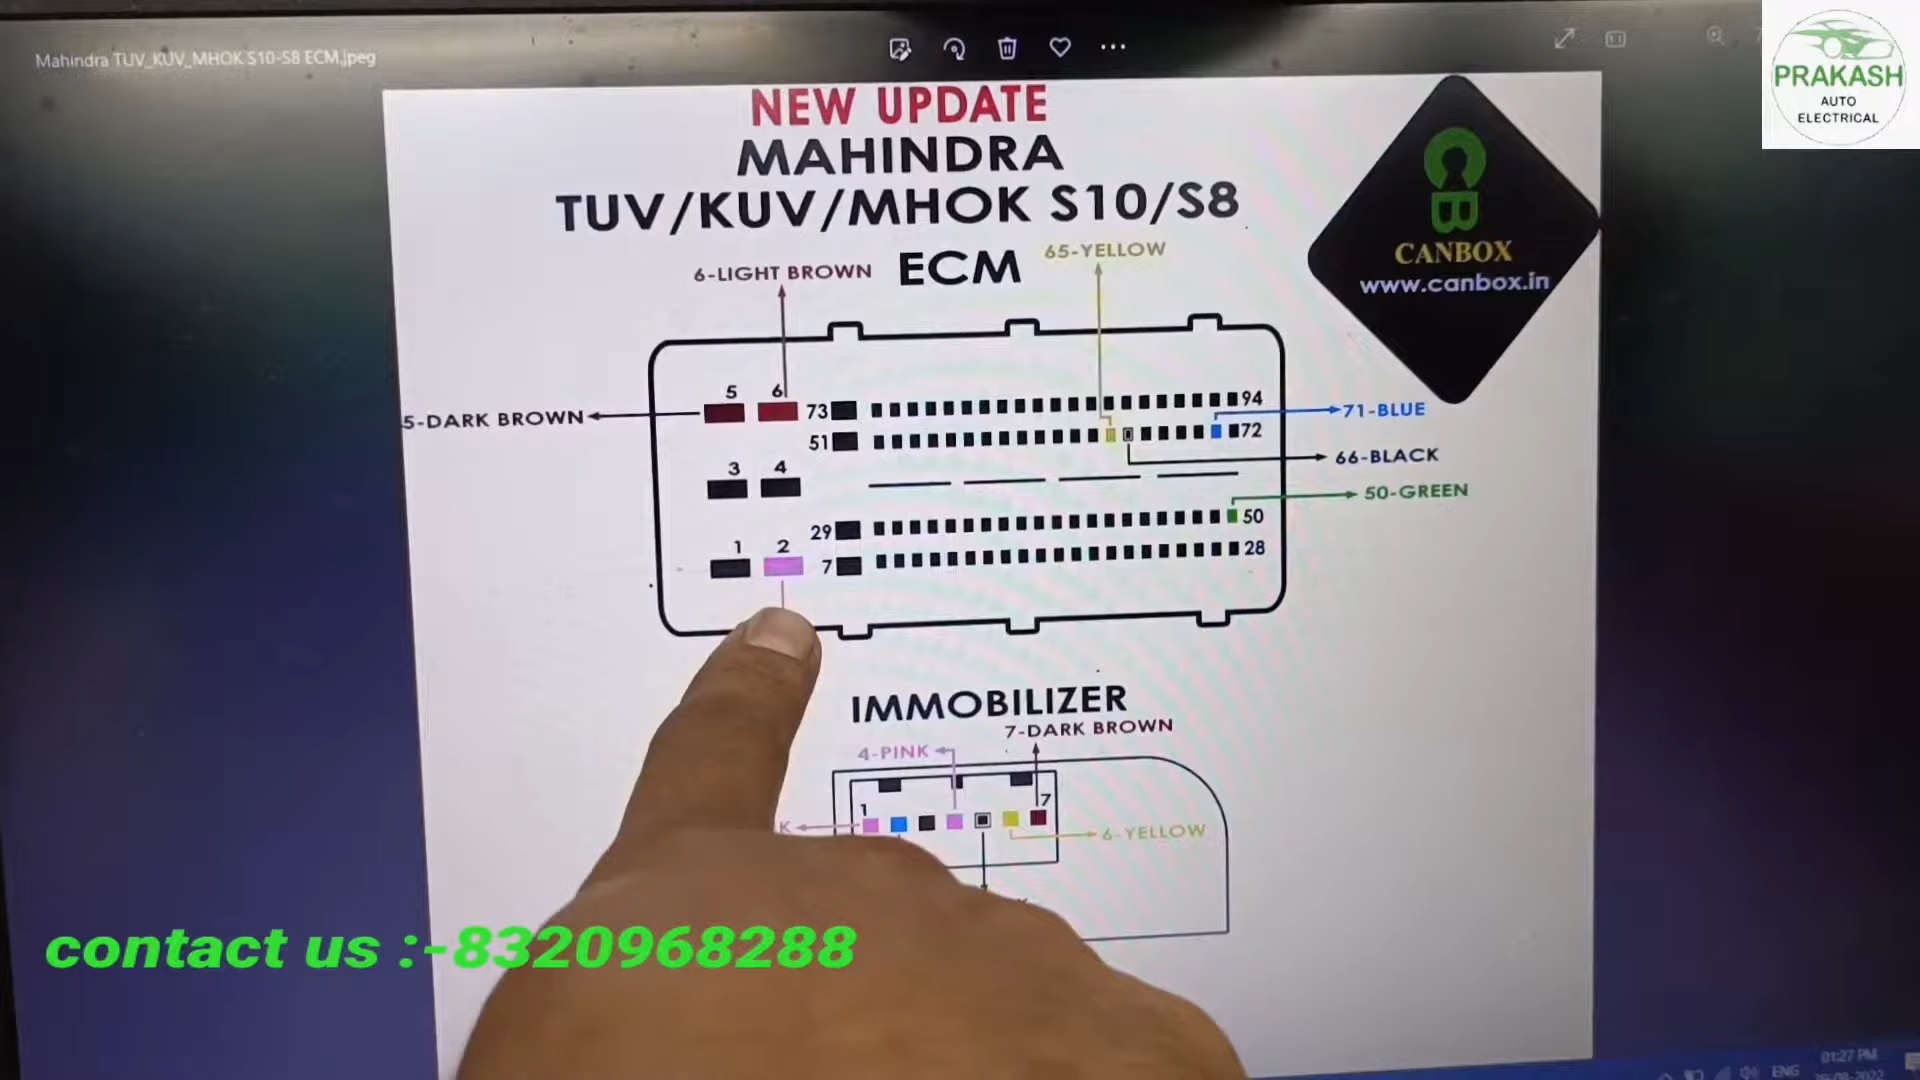 Mahindra TUV_KUV_MHOK S10-S8 ECM.jpeg
PRAKASH
AUTO
ELECTRICAL
NEW UPDATE
MAHINDRA
TUV/KUV/MHOK S10/S8
ECM
CANBOX
www.canbox.in
6-LIGHT BROWN
65-YELLOW
5-DARK BROWN
5 6
73 94
71-BLUE
51 72
66-BLACK
3 4
50-GREEN
29 50
1 2
7 28
IMMOBILIZER
7-DARK BROWN
4-PINK
1 7
K
6-YELLOW
contact us :-8320968288
ENG
01:27 PM